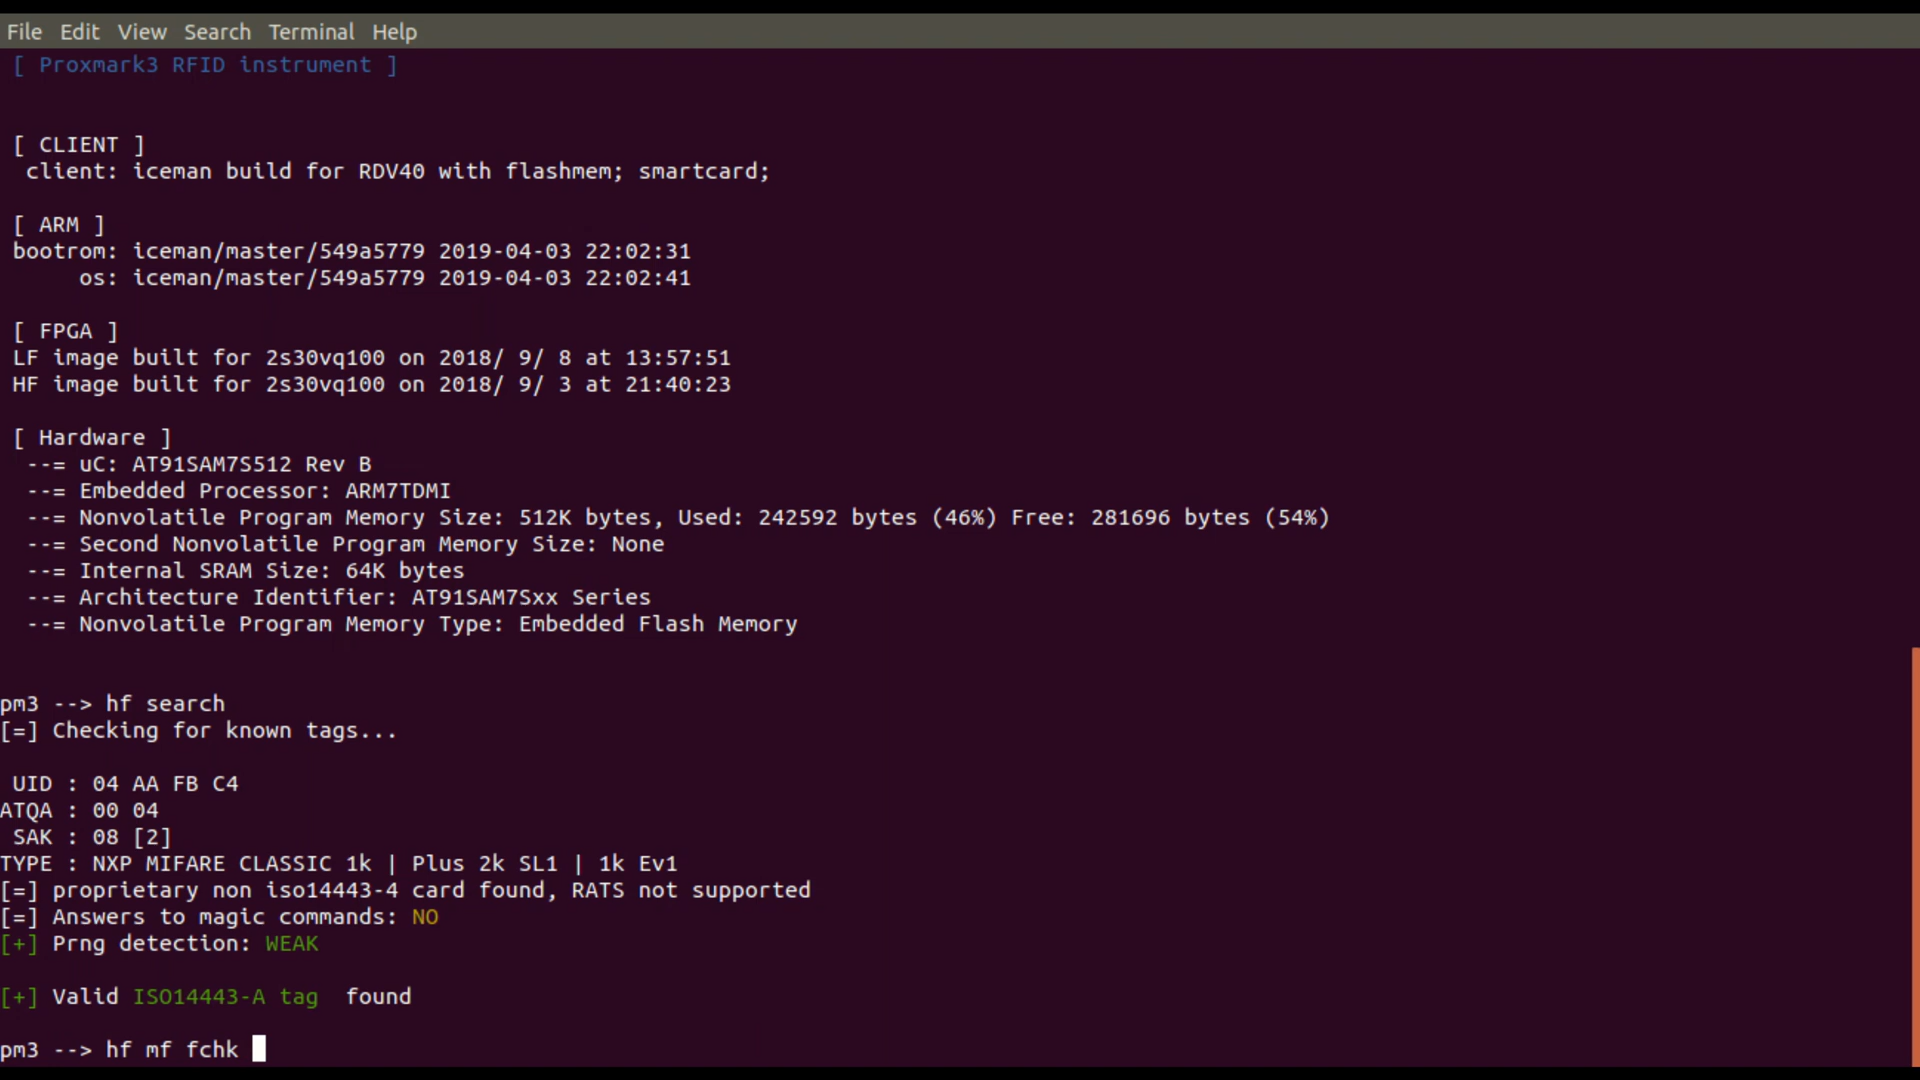 File Edit View Search Terminal Help
[ Proxmark3 RFID instrument ]
[ CLIENT ]
client: iceman build for RDV40 with flashmem; smartcard;
[ ARM ]
bootrom: iceman/master/549a5779 2019-04-03 22:02:31
os: iceman/master/549a5779 2019-04-03 22:02:41
[ FPGA ]
LF image built for 2s30vq100 on 2018/ 9/ 8 at 13:57:51
HF image built for 2s30vq100 on 2018/ 9/ 3 at 21:40:23
[ Hardware ]
--= uC: AT91SAM7S512 Rev B
--= Embedded Processor: ARM7TDMI
--= Nonvolatile Program Memory Size: 512K bytes, Used: 242592 bytes (46%) Free: 281696 bytes (54%)
--= Second Nonvolatile Program Memory Size: None
--= Internal SRAM Size: 64K bytes
--= Architecture Identifier: AT91SAM7Sxx Series
--= Nonvolatile Program Memory Type: Embedded Flash Memory
pm3 --> hf search
[=] Checking for known tags...
UID : 04 AA FB C4
ATQA : 00 04
SAK : 08 [2]
TYPE : NXP MIFARE CLASSIC 1k | Plus 2k SL1 | 1k Ev1
[=] proprietary non iso14443-4 card found, RATS not supported
[=] Answers to magic commands: NO
[+] Prng detection: WEAK
[+] Valid ISO14443-A tag  found
pm3 --> hf mf fchk